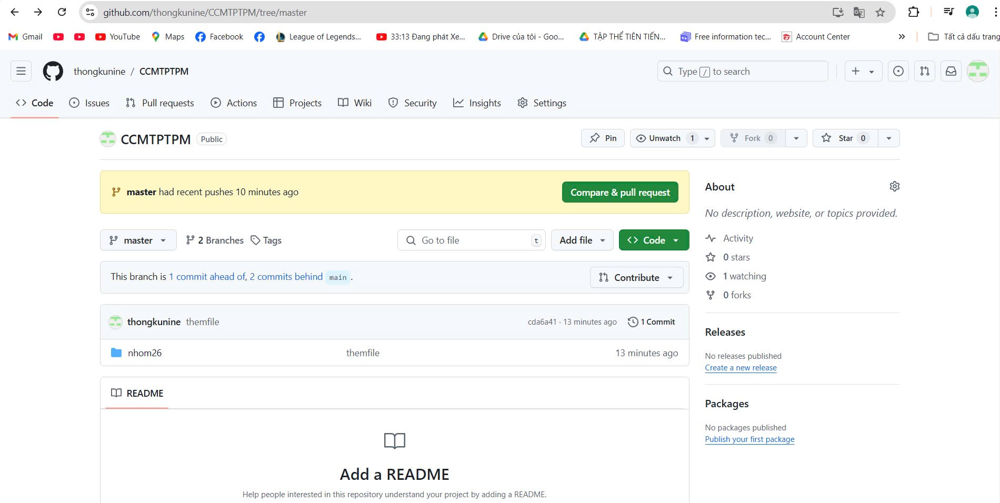 github.com/thongkunine/CCMTPTPM/tree/master
Gmail YouTube Maps Facebook League of Legends... 33:13 Đang phát Xe... Drive của tôi - Goo... TẬP THỂ TIÊN TIẾN... Free information tec... Account Center » Tất cả dấu trang
thongkunine / CCMTPTPM Type / to search
Code Issues Pull requests Actions Projects Wiki Security Insights Settings
CCMTPTPM Public Pin Unwatch 1 Fork 0 Star 0
master had recent pushes 10 minutes ago Compare & pull request
master 2 Branches Tags Go to file t Add file Code
This branch is 1 commit ahead of, 2 commits behind main .
Contribute
thongkunine themfile cda6a41 · 13 minutes ago 1 Commit
nhom26 themfile 13 minutes ago
README
Add a README
Help people interested in this repository understand your project by adding a README.
About
No description, website, or topics provided.
Activity
0 stars
1 watching
0 forks
Releases
No releases published
Create a new release
Packages
No packages published
Publish your first package